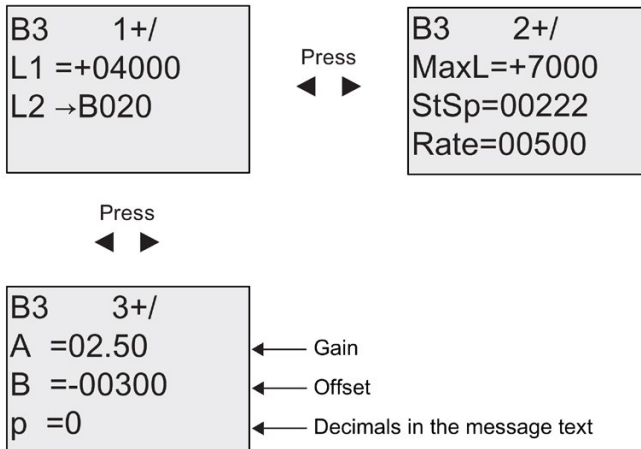 B3 1+/
L1 =+04000
L2 →B020
Press
B3 2+/
MaxL=+7000
StSp=00222
Rate=00500
Press
B3 3+/
A =02.50
Gain
B =-00300
Offset
p =0
Decimals in the message text